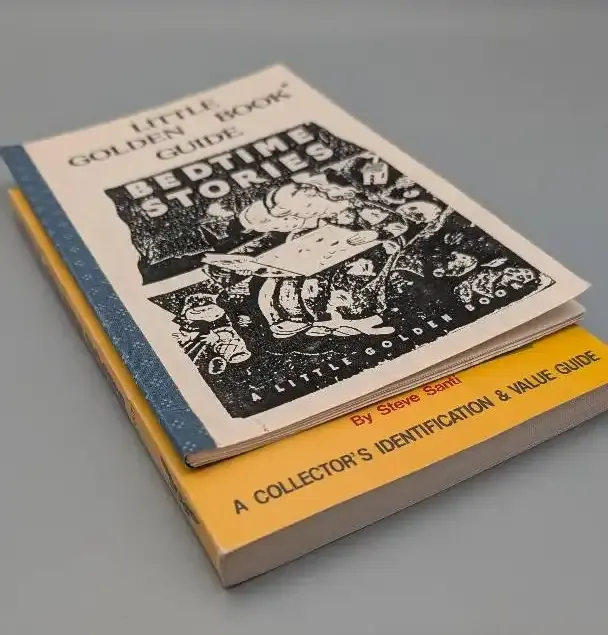 LITTLE
GOLDEN BOOK®
GUIDE
BEDTIME
STORIES
A LITTLE GOLDEN BOOK
By Steve Santi
A COLLECTOR'S IDENTIFICATION & VALUE GUIDE